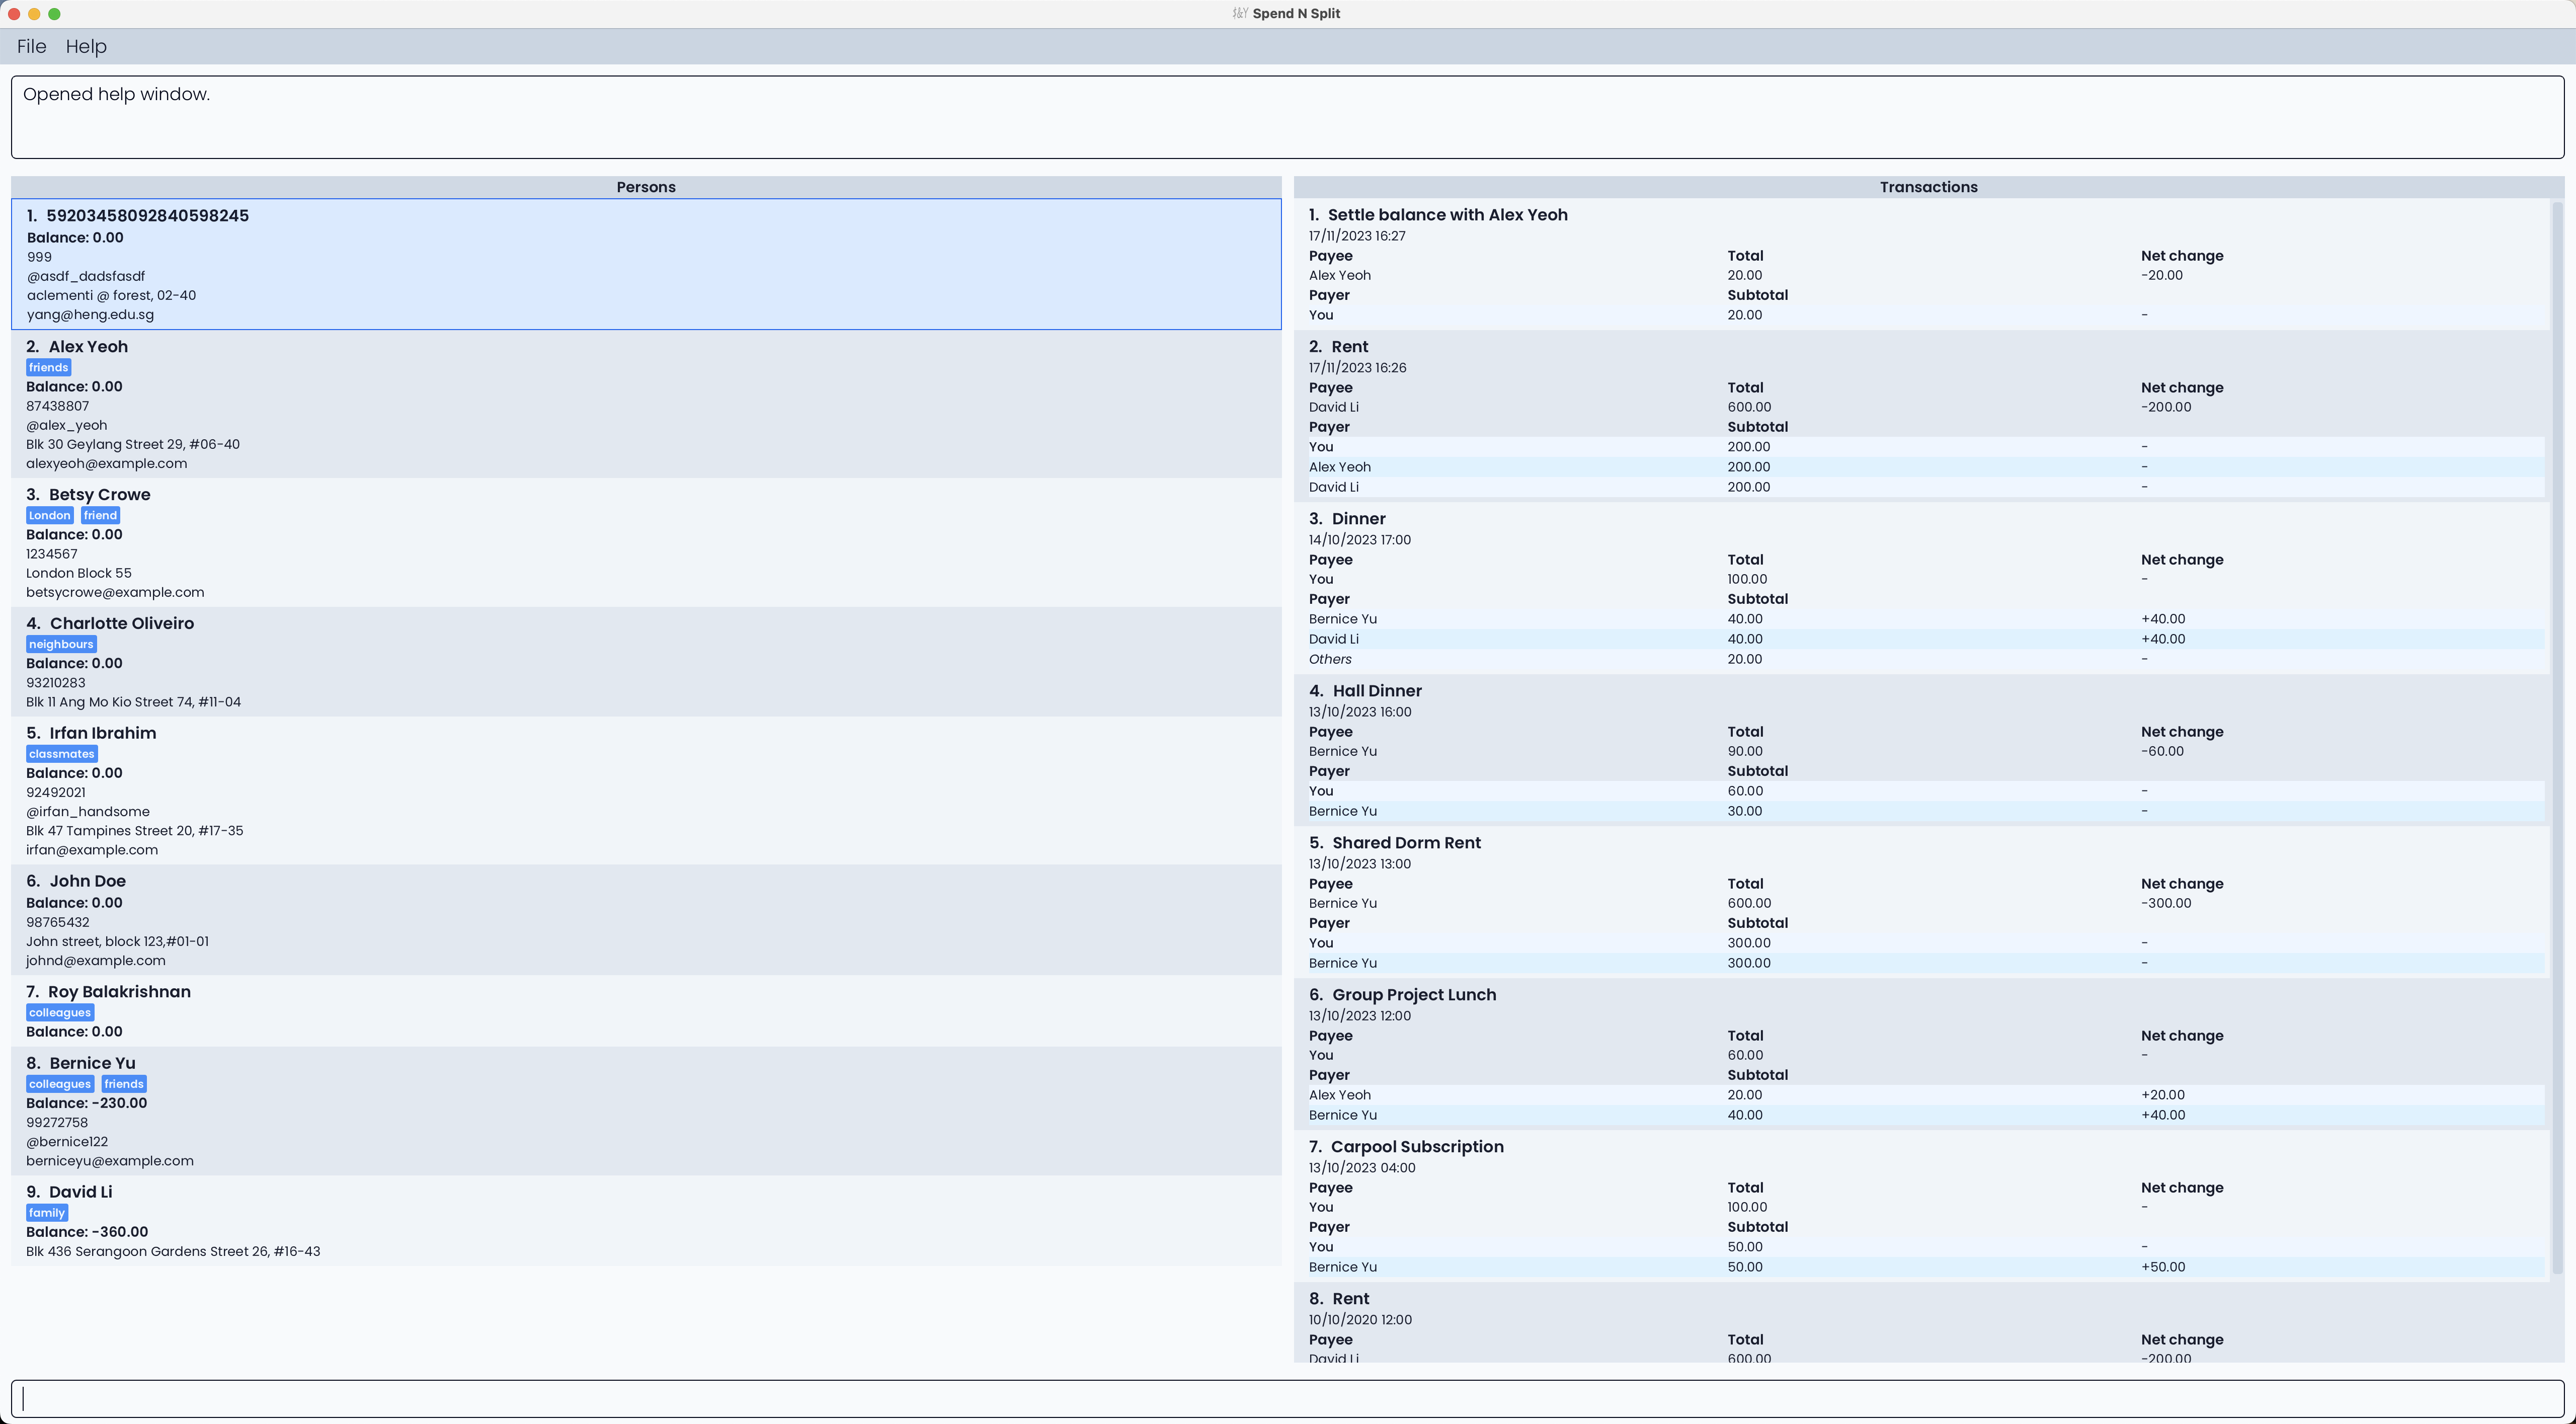 Spend N Split
File Help
Opened help window.
Persons
1. 59203458092840598245
Balance: 0.00
999
@asdf_dadsfasdf
aclementi @ forest, 02-40
yang@heng.edu.sg
2. Alex Yeoh
friends
Balance: 0.00
87438807
@alex_yeoh
Blk 30 Geylang Street 29, #06-40
alexyeoh@example.com
3. Betsy Crowe
London friend
Balance: 0.00
1234567
London Block 55
betsycrowe@example.com
4. Charlotte Oliveiro
neighbours
Balance: 0.00
93210283
Blk 11 Ang Mo Kio Street 74, #11-04
5. Irfan Ibrahim
classmates
Balance: 0.00
92492021
@irfan_handsome
Blk 47 Tampines Street 20, #17-35
irfan@example.com
6. John Doe
Balance: 0.00
98765432
John street, block 123,#01-01
johnd@example.com
7. Roy Balakrishnan
colleagues
Balance: 0.00
8. Bernice Yu
colleagues friends
Balance: -230.00
99272758
@bernice122
berniceyu@example.com
9. David Li
family
Balance: -360.00
Blk 436 Serangoon Gardens Street 26, #16-43
Transactions
1. Settle balance with Alex Yeoh
17/11/2023 16:27
Payee Total Net change
Alex Yeoh 20.00 -20.00
Payer Subtotal
You 20.00 -
2. Rent
17/11/2023 16:26
Payee Total Net change
David Li 600.00 -200.00
Payer Subtotal
You 200.00 -
Alex Yeoh 200.00 -
David Li 200.00 -
3. Dinner
14/10/2023 17:00
Payee Total Net change
You 100.00 -
Payer Subtotal
Bernice Yu 40.00 +40.00
David Li 40.00 +40.00
Others 20.00 -
4. Hall Dinner
13/10/2023 16:00
Payee Total Net change
Bernice Yu 90.00 -60.00
Payer Subtotal
You 60.00 -
Bernice Yu 30.00 -
5. Shared Dorm Rent
13/10/2023 13:00
Payee Total Net change
Bernice Yu 600.00 -300.00
Payer Subtotal
You 300.00 -
Bernice Yu 300.00 -
6. Group Project Lunch
13/10/2023 12:00
Payee Total Net change
You 60.00 -
Payer Subtotal
Alex Yeoh 20.00 +20.00
Bernice Yu 40.00 +40.00
7. Carpool Subscription
13/10/2023 04:00
Payee Total Net change
You 100.00 -
Payer Subtotal
You 50.00 -
Bernice Yu 50.00 +50.00
8. Rent
10/10/2020 12:00
Payee Total Net change
David Li 600.00 -200.00